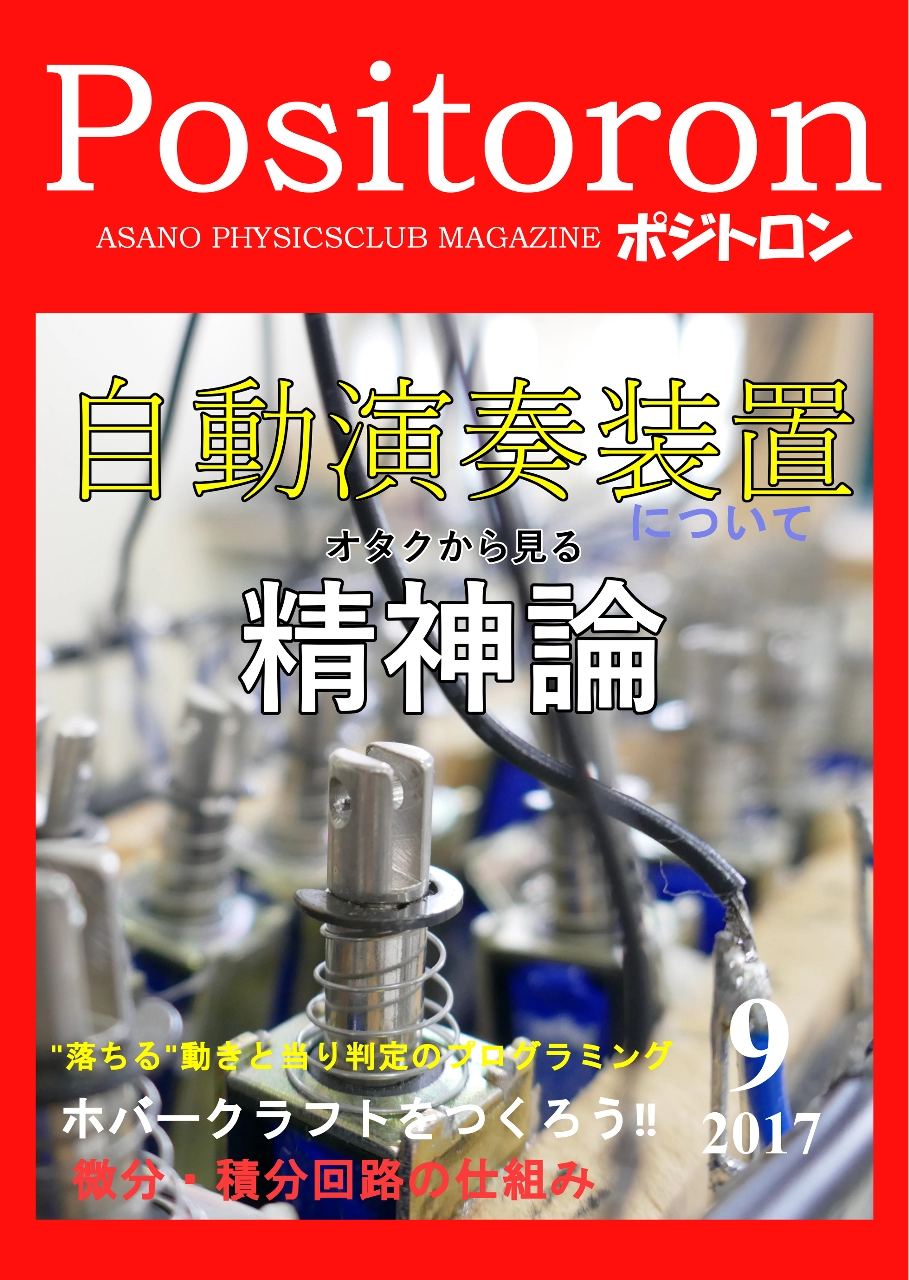 Positoron
ASANO PHYSICSCLUB MAGAZINE ポジトロン
自動演奏装置
について
オタクから見る
精神論
"落ちる"動きと当り判定のプログラミング
ホバークラフトをつくろう!!
微分・積分回路の仕組み
9
2017